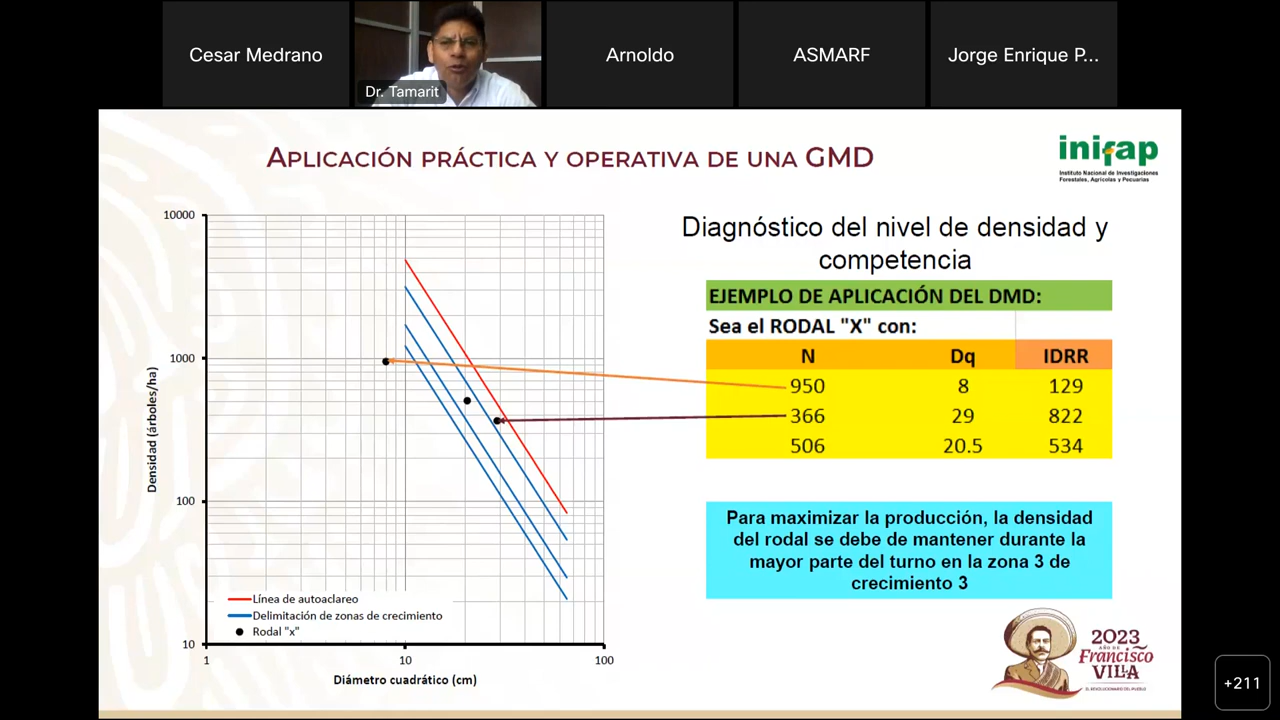 Cesar Medrano
Dr. Tamarit
Arnoldo
ASMARF
Jorge Enrique P...
APLICACIÓN PRÁCTICA Y OPERATIVA DE UNA GMD
inifap
Instituto Nacional de Investigaciones
Forestales, Agrícolas y Pecuarias
10000
1000
100
10
1
10
100
Densidad (árboles/ha)
Diámetro cuadrático (cm)
Línea de autoaclareo
Delimitación de zonas de crecimiento
Rodal "x"
Diagnóstico del nivel de densidad y
competencia
EJEMPLO DE APLICACIÓN DEL DMD:
Sea el RODAL "X" con:
N Dq IDRR
950 8 129
366 29 822
506 20.5 534
Para maximizar la producción, la densidad
del rodal se debe de mantener durante la
mayor parte del turno en la zona 3 de
crecimiento 3
2023
AÑO DE
Francisco
VILLA
EL REVOLUCIONARIO DEL PUEBLO
+211